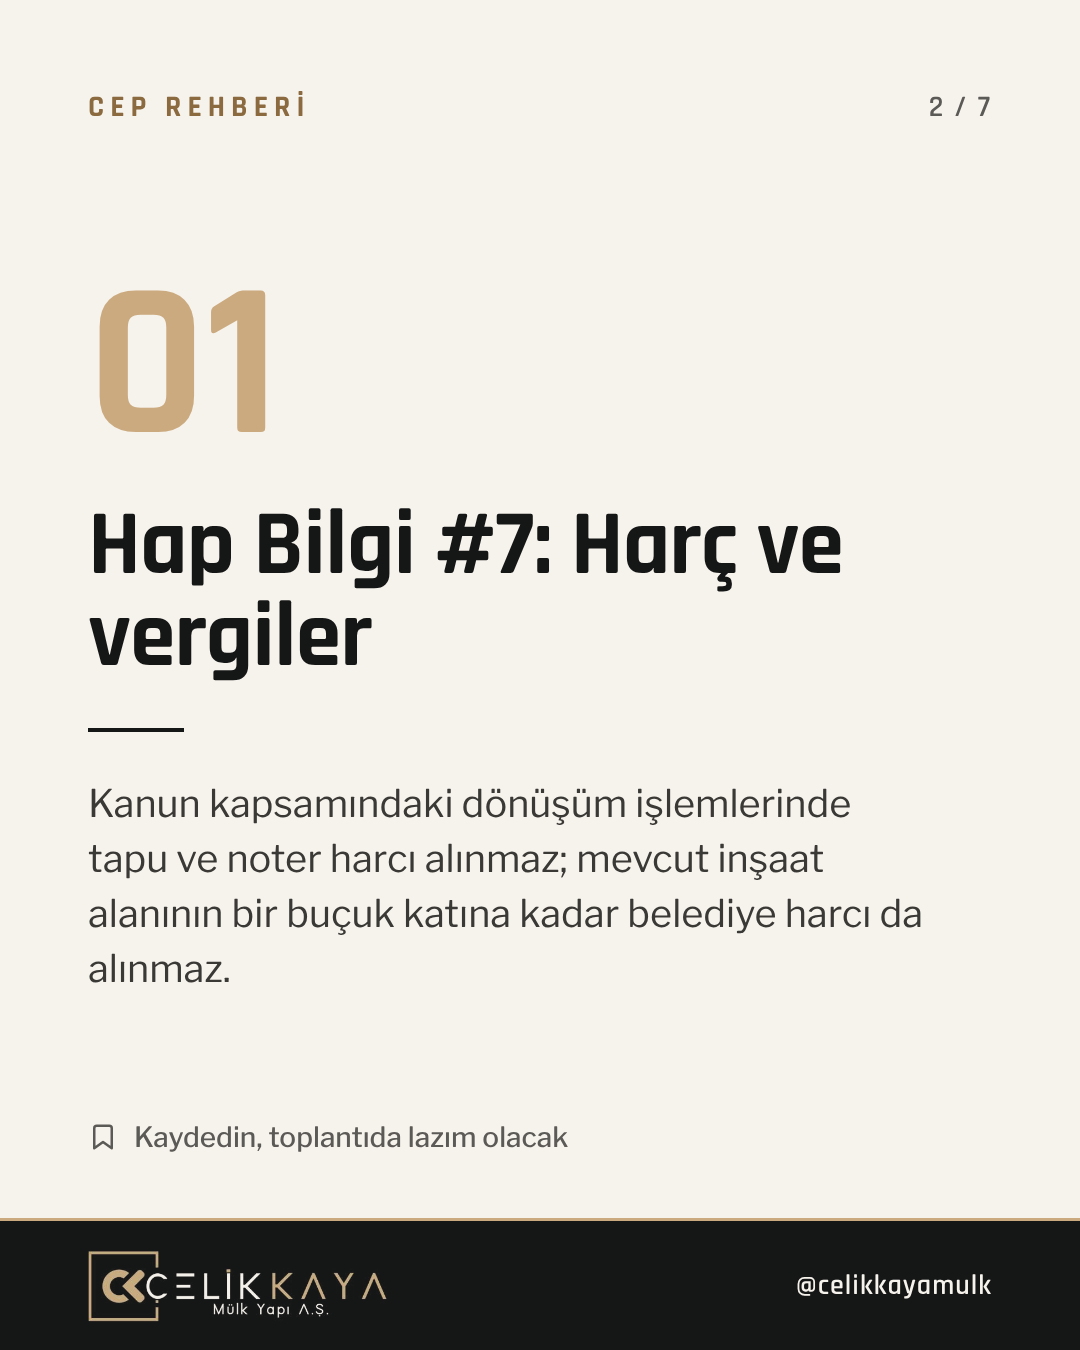 CEP REHBERİ
2 / 7
01
Hap Bilgi #7: Harç ve
vergiler
Kanun kapsamındaki dönüşüm işlemlerinde
tapu ve noter harcı alınmaz; mevcut inşaat
alanının bir buçuk katına kadar belediye harcı da
alınmaz.
Kaydedin, toplantıda lazım olacak
CK CELİKKAYA
Mülk Yapı A.Ş.
@celikkayamulk